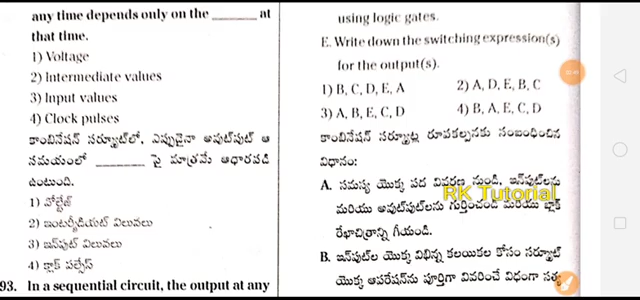 any time depends only on the ______ at
that time.
1) Voltage
2) Intermediate values
3) Input values
4) Clock pulses
కాంబినేషన్ సర్క్యూట్‌లో, ఎప్పుడైనా అవుట్‌పుట్ ఆ
సమయంలో ______ పై మాత్రమే ఆధారపడి
ఉంటుంది.
1) వోల్టేజ్
2) ఇంటర్మీడియట్ విలువలు
3) ఇన్‌పుట్ విలువలు
4) క్లాక్ పల్సెస్
93. In a sequential circuit, the output at any
using logic gates.
E. Write down the switching expression(s)
for the output(s).
1) B, C, D, E, A 2) A, D, E, B, C
3) A, B, E, C, D 4) B, A, E, C, D
కాంబినేషన్ సర్క్యూట్ల రూపకల్పనకు సంబంధించిన
విధానం:
A. సమస్య యొక్క పద వివరణ నుండి, ఇన్‌పుట్‌లను
RK Tutorial
మరియు అవుట్‌పుట్‌లను గుర్తించండి మరియు బ్లాక్
రేఖాచిత్రాన్ని గీయండి.
B. ఇన్‌పుట్‌ల యొక్క విభిన్న కలయికల కోసం సర్క్యూట్
యొక్క ఆపరేషన్‌ను పూర్తిగా వివరించే విధంగా సత్య